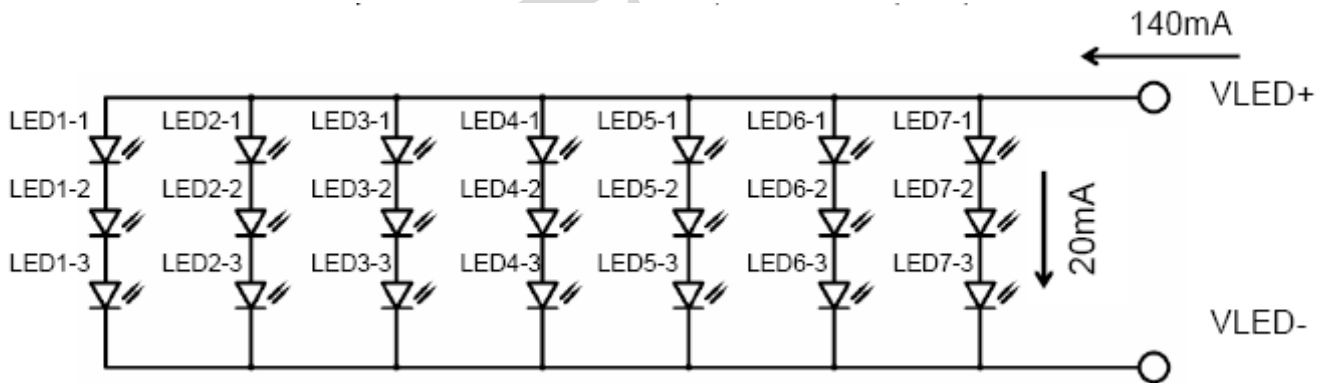 140mA
VLED+
LED1-1 LED2-1 LED3-1 LED4-1 LED5-1 LED6-1 LED7-1
LED1-2 LED2-2 LED3-2 LED4-2 LED5-2 LED6-2 LED7-2
20mA
LED1-3 LED2-3 LED3-3 LED4-3 LED5-3 LED6-3 LED7-3
VLED-